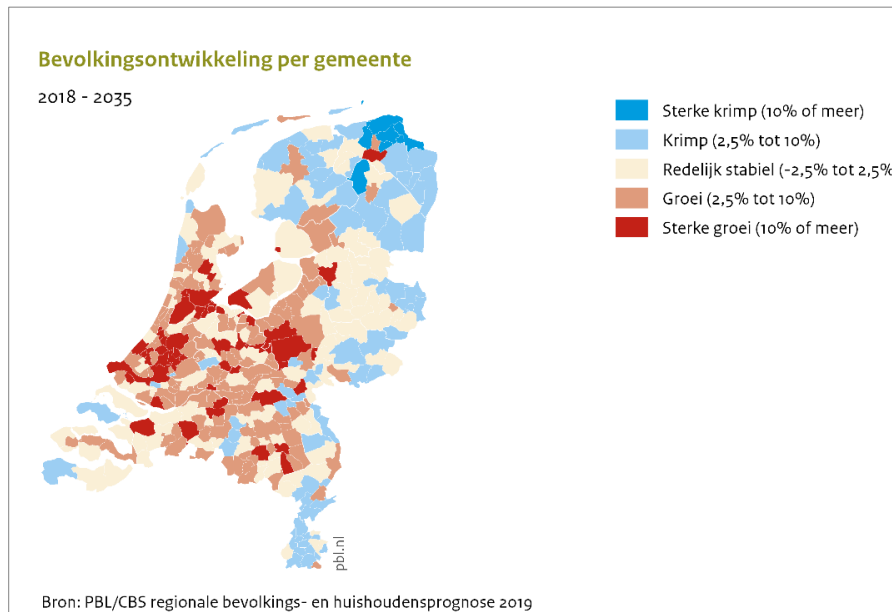 Bevolkingsontwikkeling per gemeente
2018 - 2035
Sterke krimp (10% of meer)
Krimp (2,5% tot 10%)
Redelijk stabiel (-2,5% tot 2,5%
Groei (2,5% tot 10%)
Sterke groei (10% of meer)
pbl.nl
Bron: PBL/CBS regionale bevolkings- en huishoudensprognose 2019